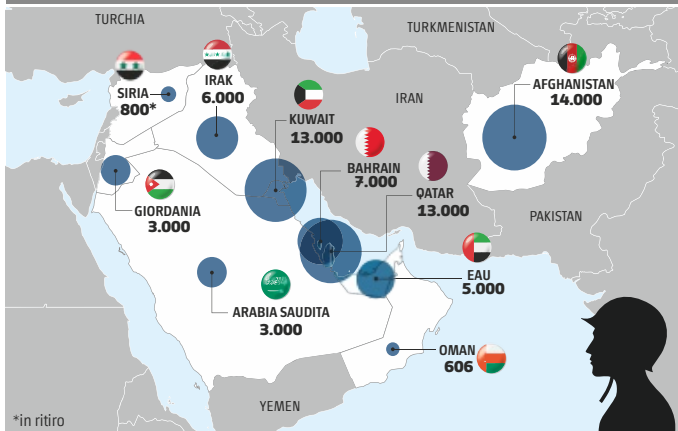 TURCHIA
TURKMENISTAN
SIRIA
800*
IRAK
6.000
AFGHANISTAN
14.000
IRAN
KUWAIT
13.000
BAHRAIN
7.000
QATAR
13.000
GIORDANIA
3.000
PAKISTAN
EAU
5.000
ARABIA SAUDITA
3.000
OMAN
606
YEMEN
*in ritiro